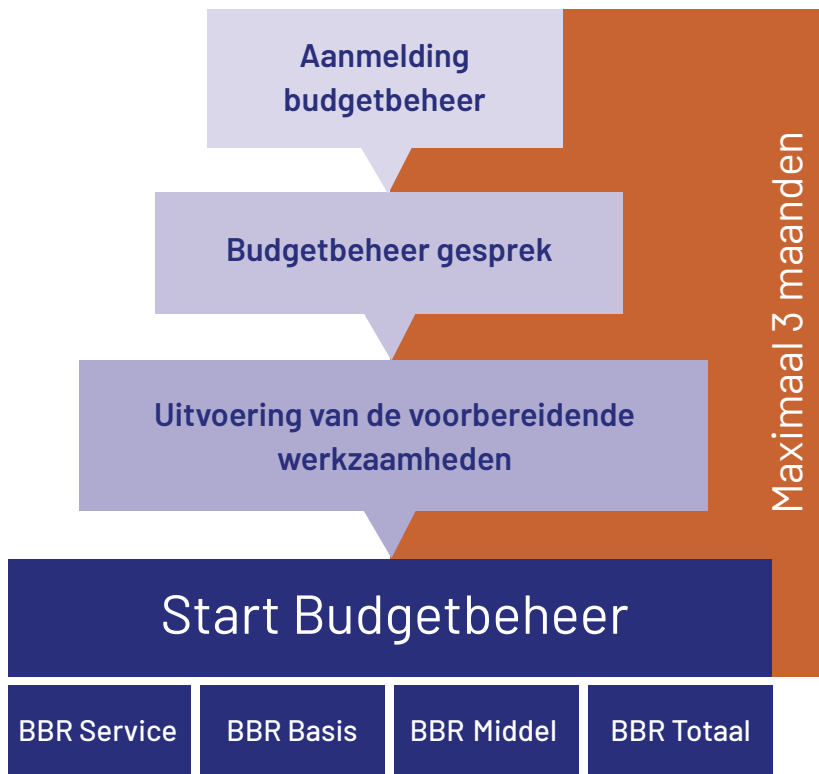 Aanmelding
budgetbeheer
Budgetbeheer gesprek
Uitvoering van de voorbereidende
werkzaamheden
Maximaal 3 maanden
Start Budgetbeheer
BBR Service
BBR Basis
BBR Middel
BBR Totaal